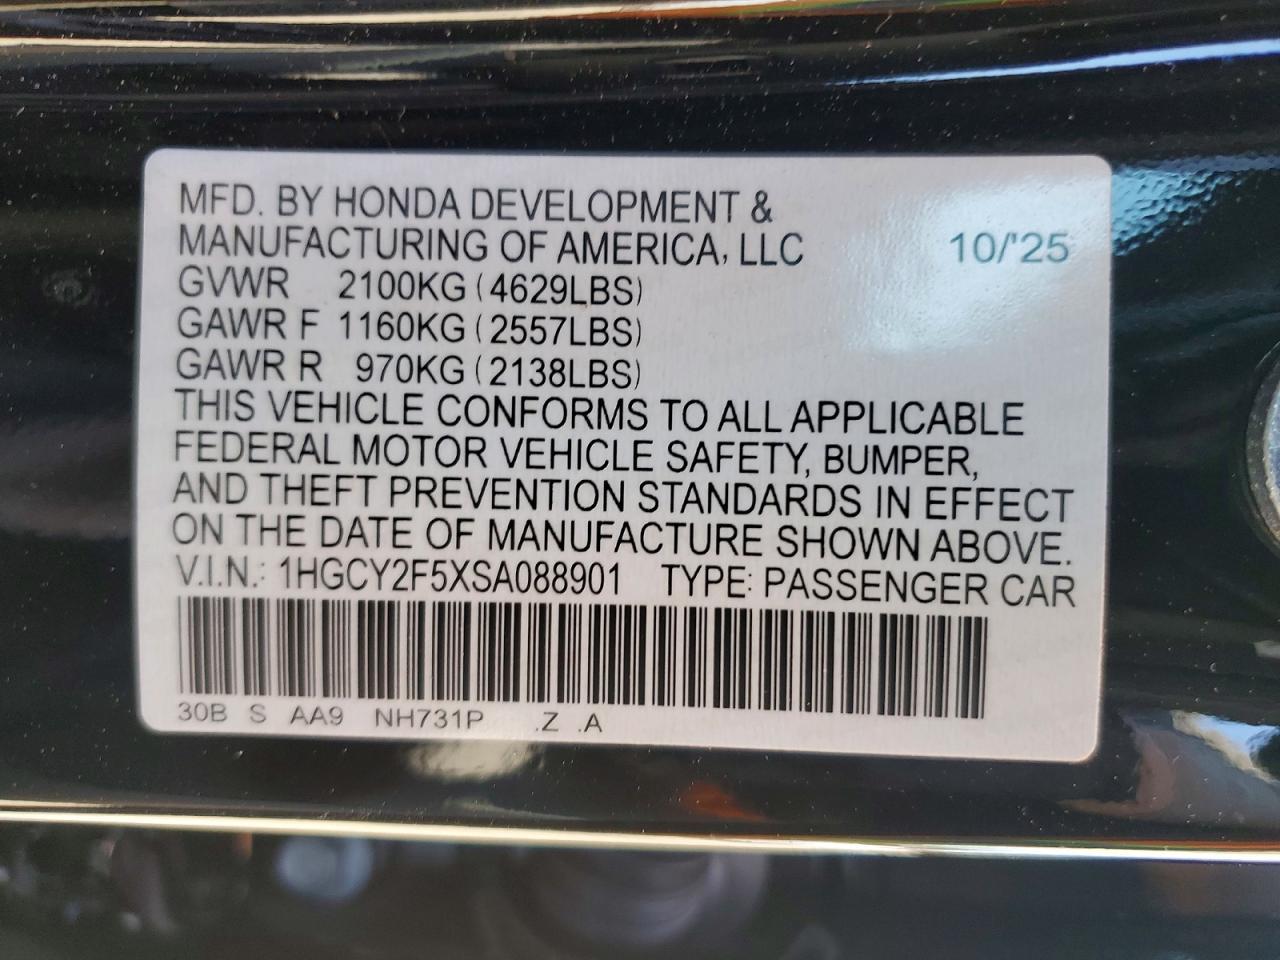 MFD. BY HONDA DEVELOPMENT &
MANUFACTURING OF AMERICA, LLC 10/'25
GVWR 2100KG (4629LBS)
GAWR F 1160KG (2557LBS)
GAWR R 970KG (2138LBS)
THIS VEHICLE CONFORMS TO ALL APPLICABLE
FEDERAL MOTOR VEHICLE SAFETY, BUMPER,
AND THEFT PREVENTION STANDARDS IN EFFECT
ON THE DATE OF MANUFACTURE SHOWN ABOVE.
V.I.N.: 1HGCY2F5XSA088901 TYPE: PASSENGER CAR
30B S AA9 NH731P .Z .A